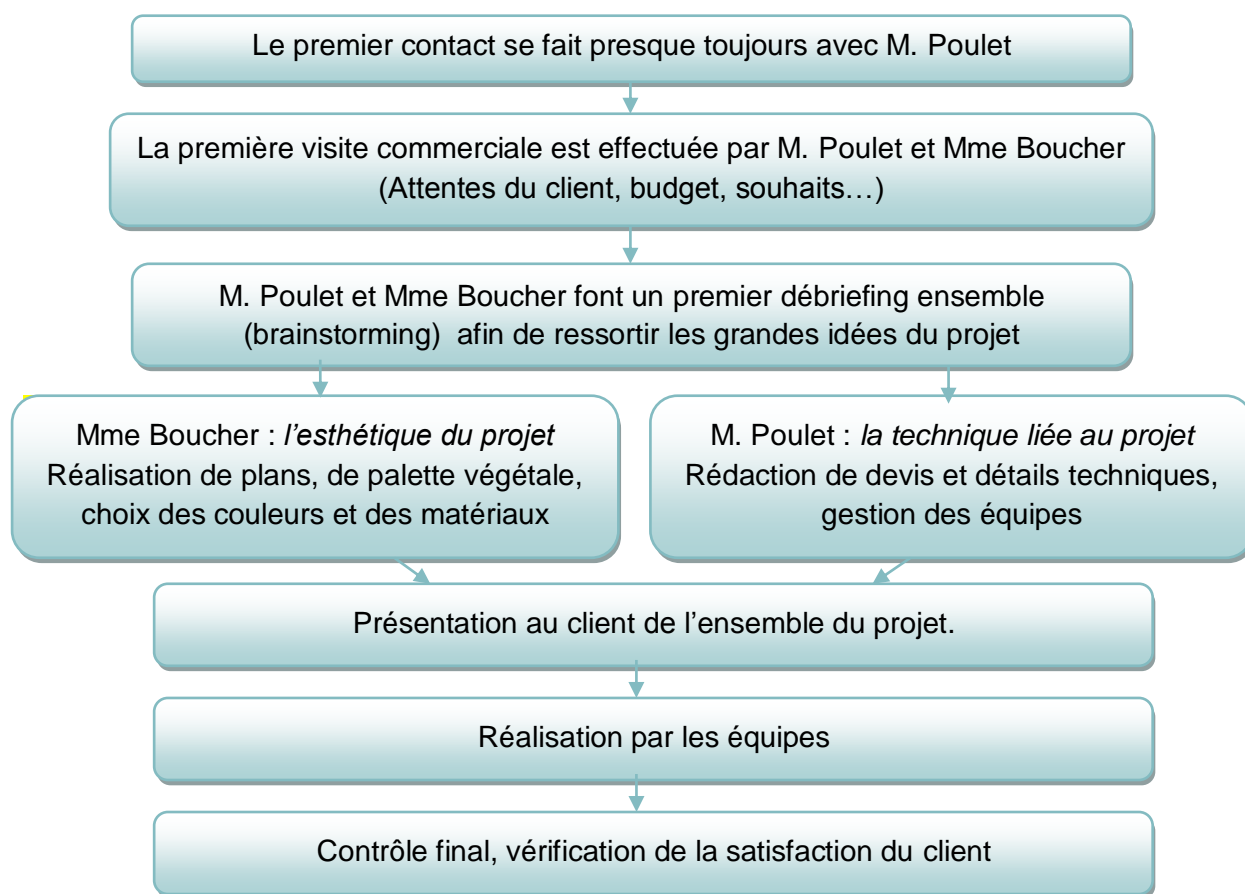 Le premier contact se fait presque toujours avec M. Poulet
La première visite commerciale est effectuée par M. Poulet et Mme Boucher
(Attentes du client, budget, souhaits…)
M. Poulet et Mme Boucher font un premier débriefing ensemble
(brainstorming) afin de ressortir les grandes idées du projet
Mme Boucher : l’esthétique du projet
Réalisation de plans, de palette végétale,
choix des couleurs et des matériaux
M. Poulet : la technique liée au projet
Rédaction de devis et détails techniques,
gestion des équipes
Présentation au client de l’ensemble du projet.
Réalisation par les équipes
Contrôle final, vérification de la satisfaction du client